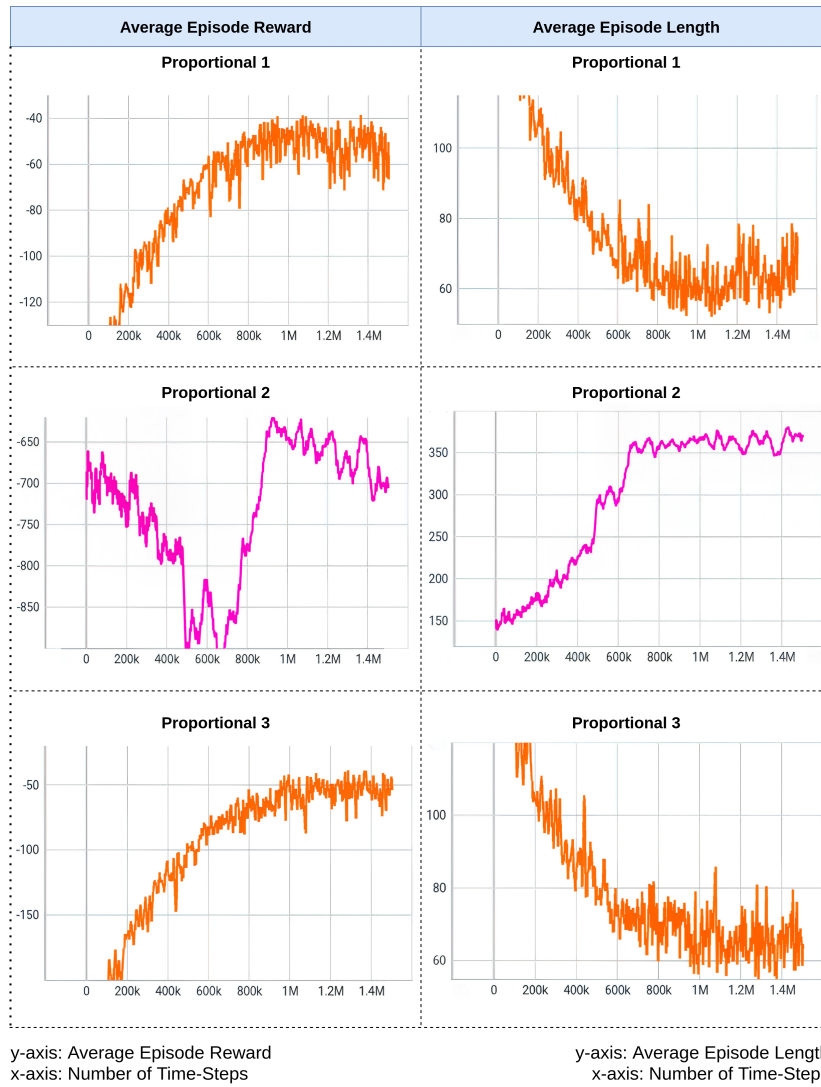 Average Episode Reward
Average Episode Length
Proportional 1
Proportional 1
-40
-60
-80
-100
-120
0 200k 400k 600k 800k 1M 1.2M 1.4M
100
80
60
0 200k 400k 600k 800k 1M 1.2M 1.4M
Proportional 2
Proportional 2
-650
-700
-750
-800
-850
0 200k 400k 600k 800k 1M 1.2M 1.4M
350
300
250
200
150
0 200k 400k 600k 800k 1M 1.2M 1.4M
Proportional 3
Proportional 3
-50
-100
-150
0 200k 400k 600k 800k 1M 1.2M 1.4M
100
80
60
0 200k 400k 600k 800k 1M 1.2M 1.4M
y-axis: Average Episode Reward
x-axis: Number of Time-Steps
y-axis: Average Episode Lengt
x-axis: Number of Time-Step